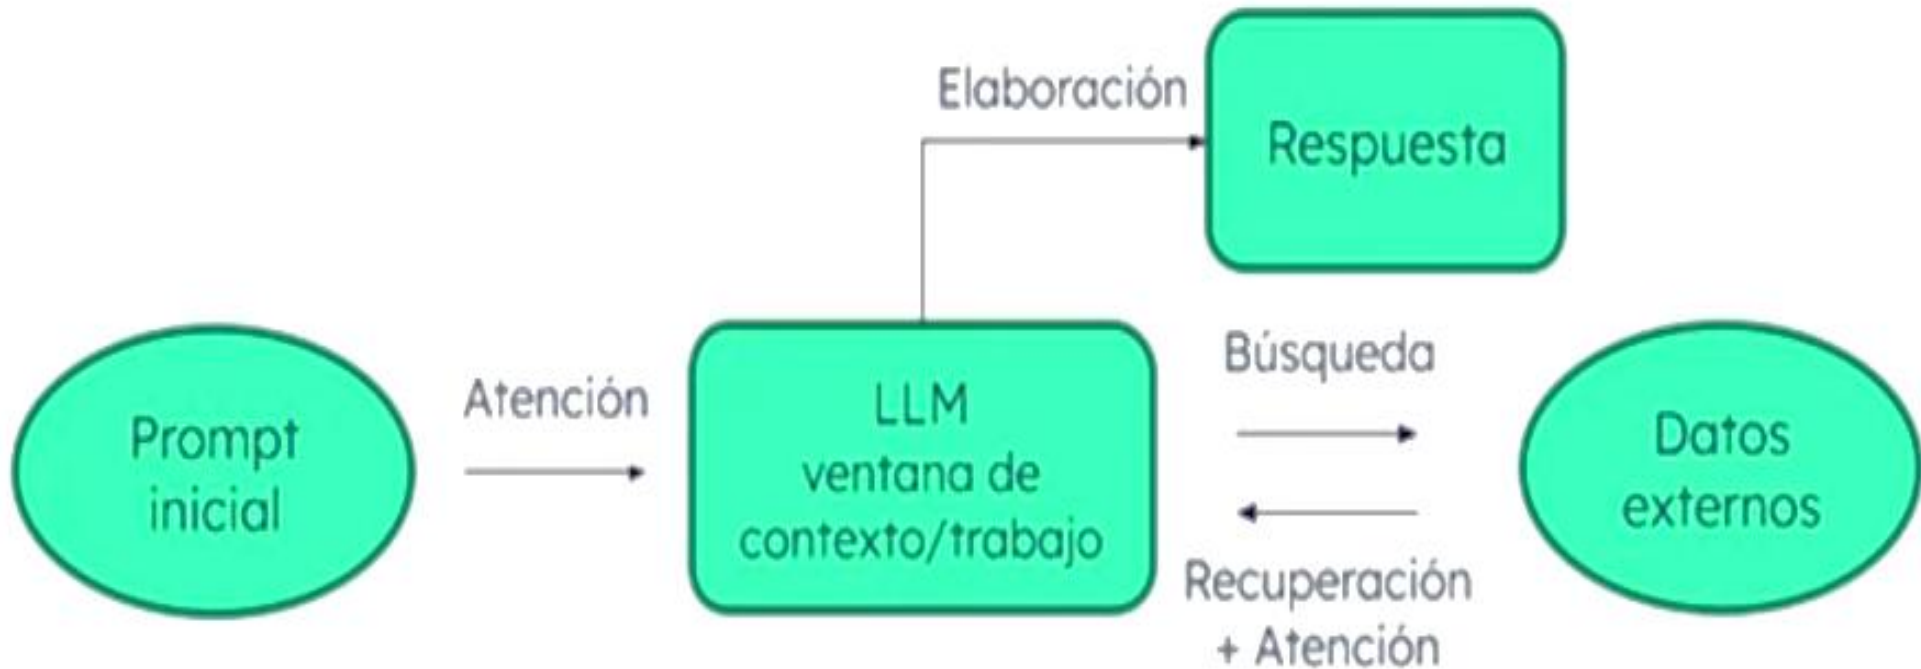 Elaboración
Respuesta
Prompt
inicial
Atención
LLM
ventana de
contexto/trabajo
Búsqueda
Recuperación
+ Atención
Datos
externos